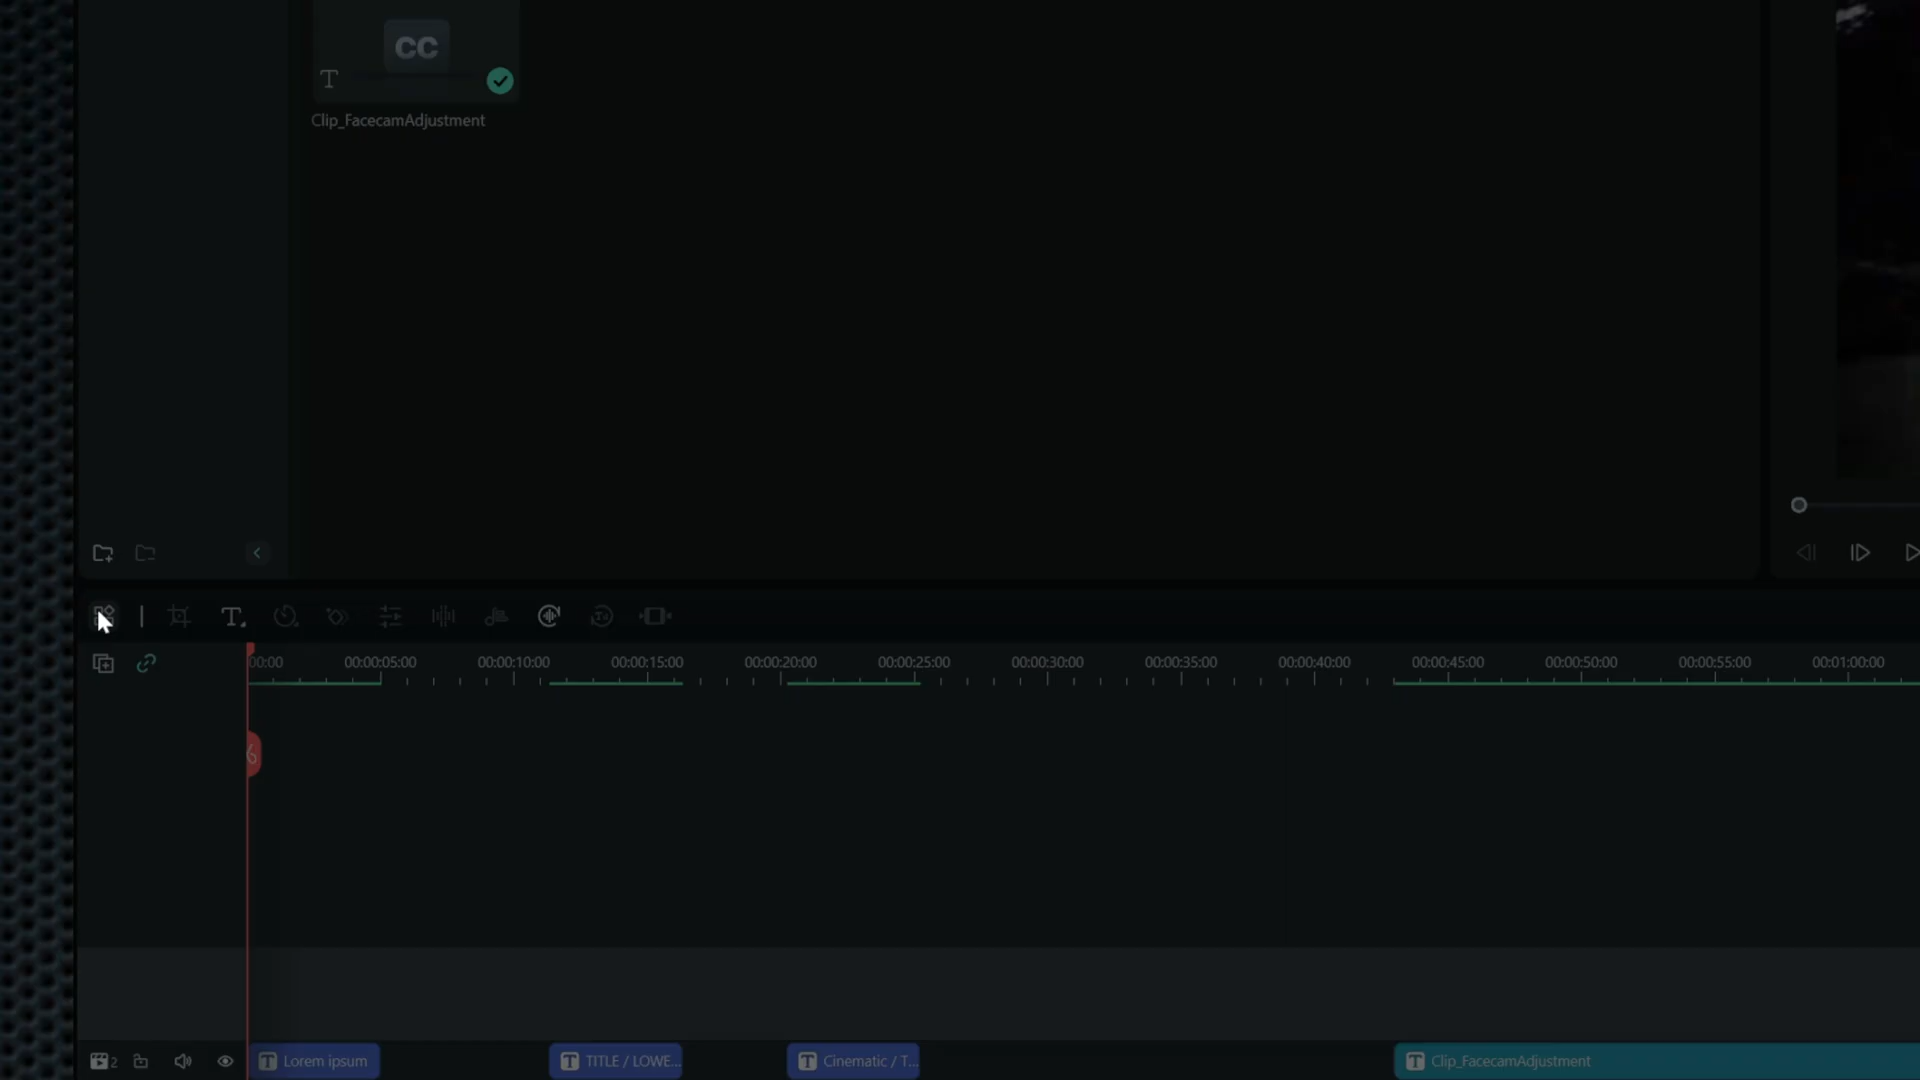 CC
T
Clip_FacecamAdjustment
T
00:00 00:00:05:00 00:00:10:00 00:00:15:00 00:00:20:00 00:00:25:00 00:00:30:00 00:00:35:00 00:00:40:00 00:00:45:00 00:00:50:00 00:00:55:00 00:01:00:00
2 T Lorem ipsum T TITLE / LOWE... T Cinematic / T... T Clip_FacecamAdjustment